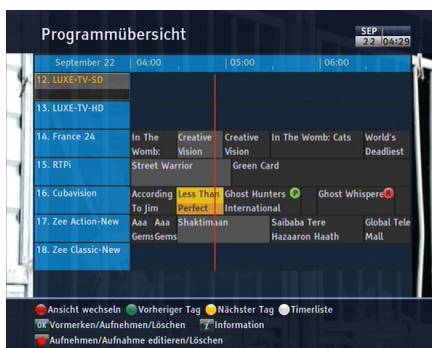 Programmübersicht
SEP
22 04:29
September 22 04:00 05:00 06:00
12. LUXE-TV-SD
13. LUXE-TV-HD
14. France 24 In The Creative Creative In The Womb: Cats World's
Womb: Vision Vision Deadliest
15. RTPi Street Warrior Green Card
16. Cubavision According Less Than Ghost Hunters P Ghost Whisperer R
To Jim Perfect International
17. Zee Action-New Aaa Aaa Shaktimaan Saibaba Tere Global Tele
Gems Gems Hazaaron Haath Mall
18. Zee Classic-New
Ansicht wechseln Vorheriger Tag Nächster Tag Timerliste
OK Vormerken/Aufnehmen/Löschen i Information
Aufnehmen/Aufnahme editieren/Löschen